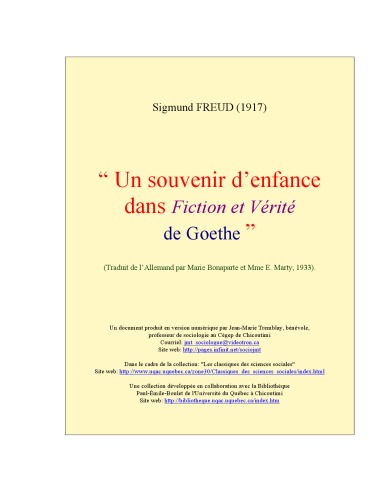 Sigmund FREUD (1917)
“ Un souvenir d’enfance
dans Fiction et Vérité
de Goethe ”
(Traduit de l’Allemand par Marie Bonaparte et Mme E. Marty, 1933).
Un document produit en version numérique par Jean-Marie Tremblay, bénévole,
professeur de sociologie au Cégep de Chicoutimi
Courriel: jmt_sociologue@videotron.ca
Site web: http://pages.infinit.net/sociojmt
Dans le cadre de la collection: "Les classiques des sciences sociales"
Site web: http://www.uqac.uquebec.ca/zone30/Classiques_des_sciences_sociales/index.html
Une collection développée en collaboration avec la Bibliothèque
Paul-Émile-Boulet de l'Université du Québec à Chicoutimi
Site web: http://bibliotheque.uqac.uquebec.ca/index.htm